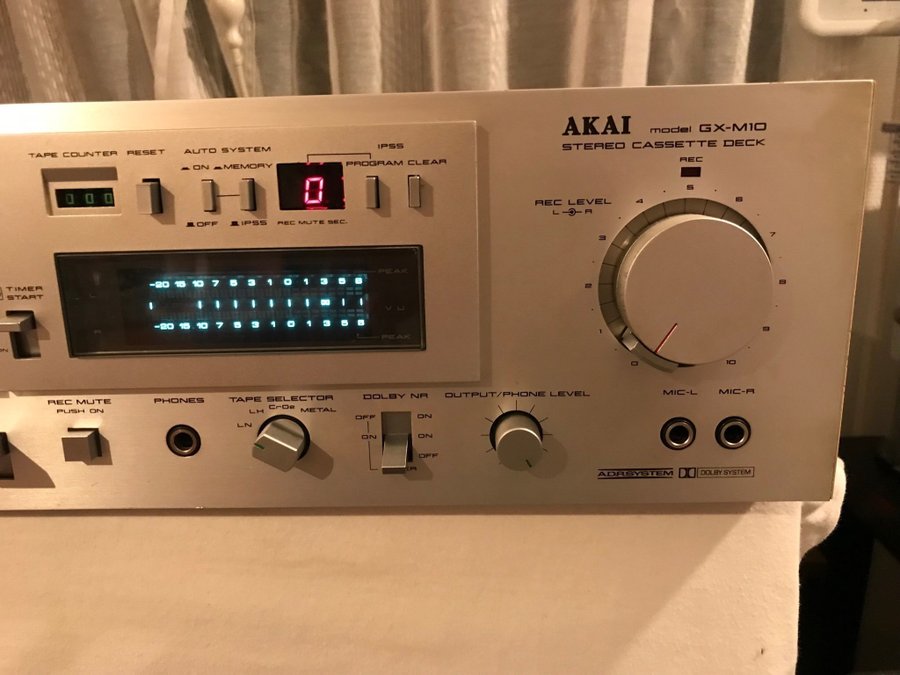 AKAI model GX-M10
STEREO CASSETTE DECK
TAPE COUNTER RESET
000
AUTO SYSTEM
ON MEMORY
OFF IPSS
IPSS
PROGRAM CLEAR
0
REC MUTE SEC.
REC
REC LEVEL
L R
0 1 2 3 4 5 6 7 8 9 10
PEAK
-20 15 10 7 5 3 1 0 1 3 5 8
L
VU
R
-20 15 10 7 5 3 1 0 1 3 5 8
PEAK
TIMER
START
ON
REC MUTE
PUSH ON
PHONES
TAPE SELECTOR
LN LH CrO2 METAL
DOLBY NR
OFF ON
ON ON
OFF
OUTPUT/PHONE LEVEL
MIC-L MIC-R
ADRSYSTEM DOLBY SYSTEM